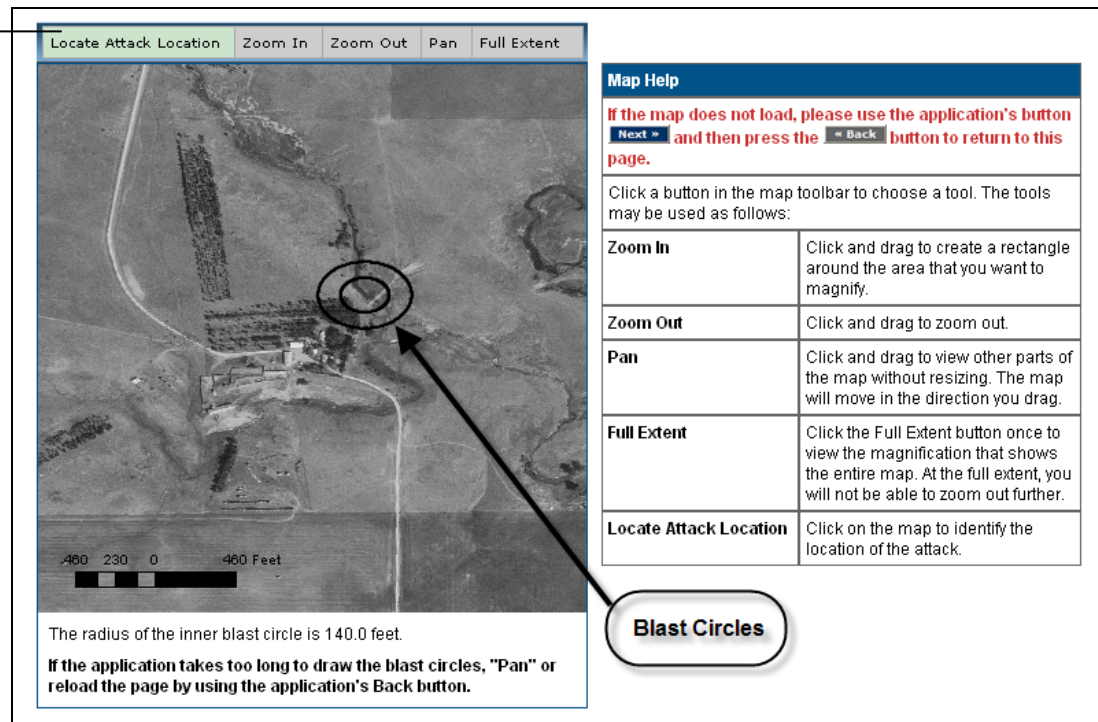 Locate Attack Location Zoom In Zoom Out Pan Full Extent
.460 230 0 460 Feet
The radius of the inner blast circle is 140.0 feet.
If the application takes too long to draw the blast circles, "Pan" or
reload the page by using the application's Back button.
Map Help
If the map does not load, please use the application's button
Next » and then press the « Back button to return to this
page.
Click a button in the map toolbar to choose a tool. The tools
may be used as follows:
Zoom In
Click and drag to create a rectangle
around the area that you want to
magnify.
Zoom Out
Click and drag to zoom out.
Pan
Click and drag to view other parts of
the map without resizing. The map
will move in the direction you drag.
Full Extent
Click the Full Extent button once to
view the magnification that shows
the entire map. At the full extent, you
will not be able to zoom out further.
Locate Attack Location
Click on the map to identify the
location of the attack.
Blast Circles